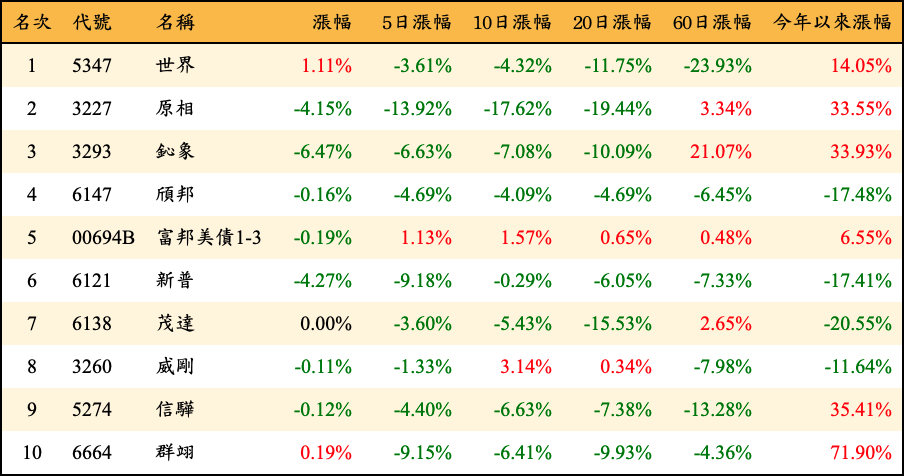 名次 代號 名稱 漲幅 5日漲幅 10日漲幅 20日漲幅 60日漲幅 今年以來漲幅
1 5347 世界 1.11% -3.61% -4.32% -11.75% -23.93% 14.05%
2 3227 原相 -4.15% -13.92% -17.62% -19.44% 3.34% 33.55%
3 3293 鈊象 -6.47% -6.63% -7.08% -10.09% 21.07% 33.93%
4 6147 頎邦 -0.16% -4.69% -4.09% -4.69% -6.45% -17.48%
5 00694B 富邦美債1-3 -0.19% 1.13% 1.57% 0.65% 0.48% 6.55%
6 6121 新普 -4.27% -9.18% -0.29% -6.05% -7.33% -17.41%
7 6138 茂達 0.00% -3.60% -5.43% -15.53% 2.65% -20.55%
8 3260 威剛 -0.11% -1.33% 3.14% 0.34% -7.98% -11.64%
9 5274 信驊 -0.12% -4.40% -6.63% -7.38% -13.28% 35.41%
10 6664 群翊 0.19% -9.15% -6.41% -9.93% -4.36% 71.90%